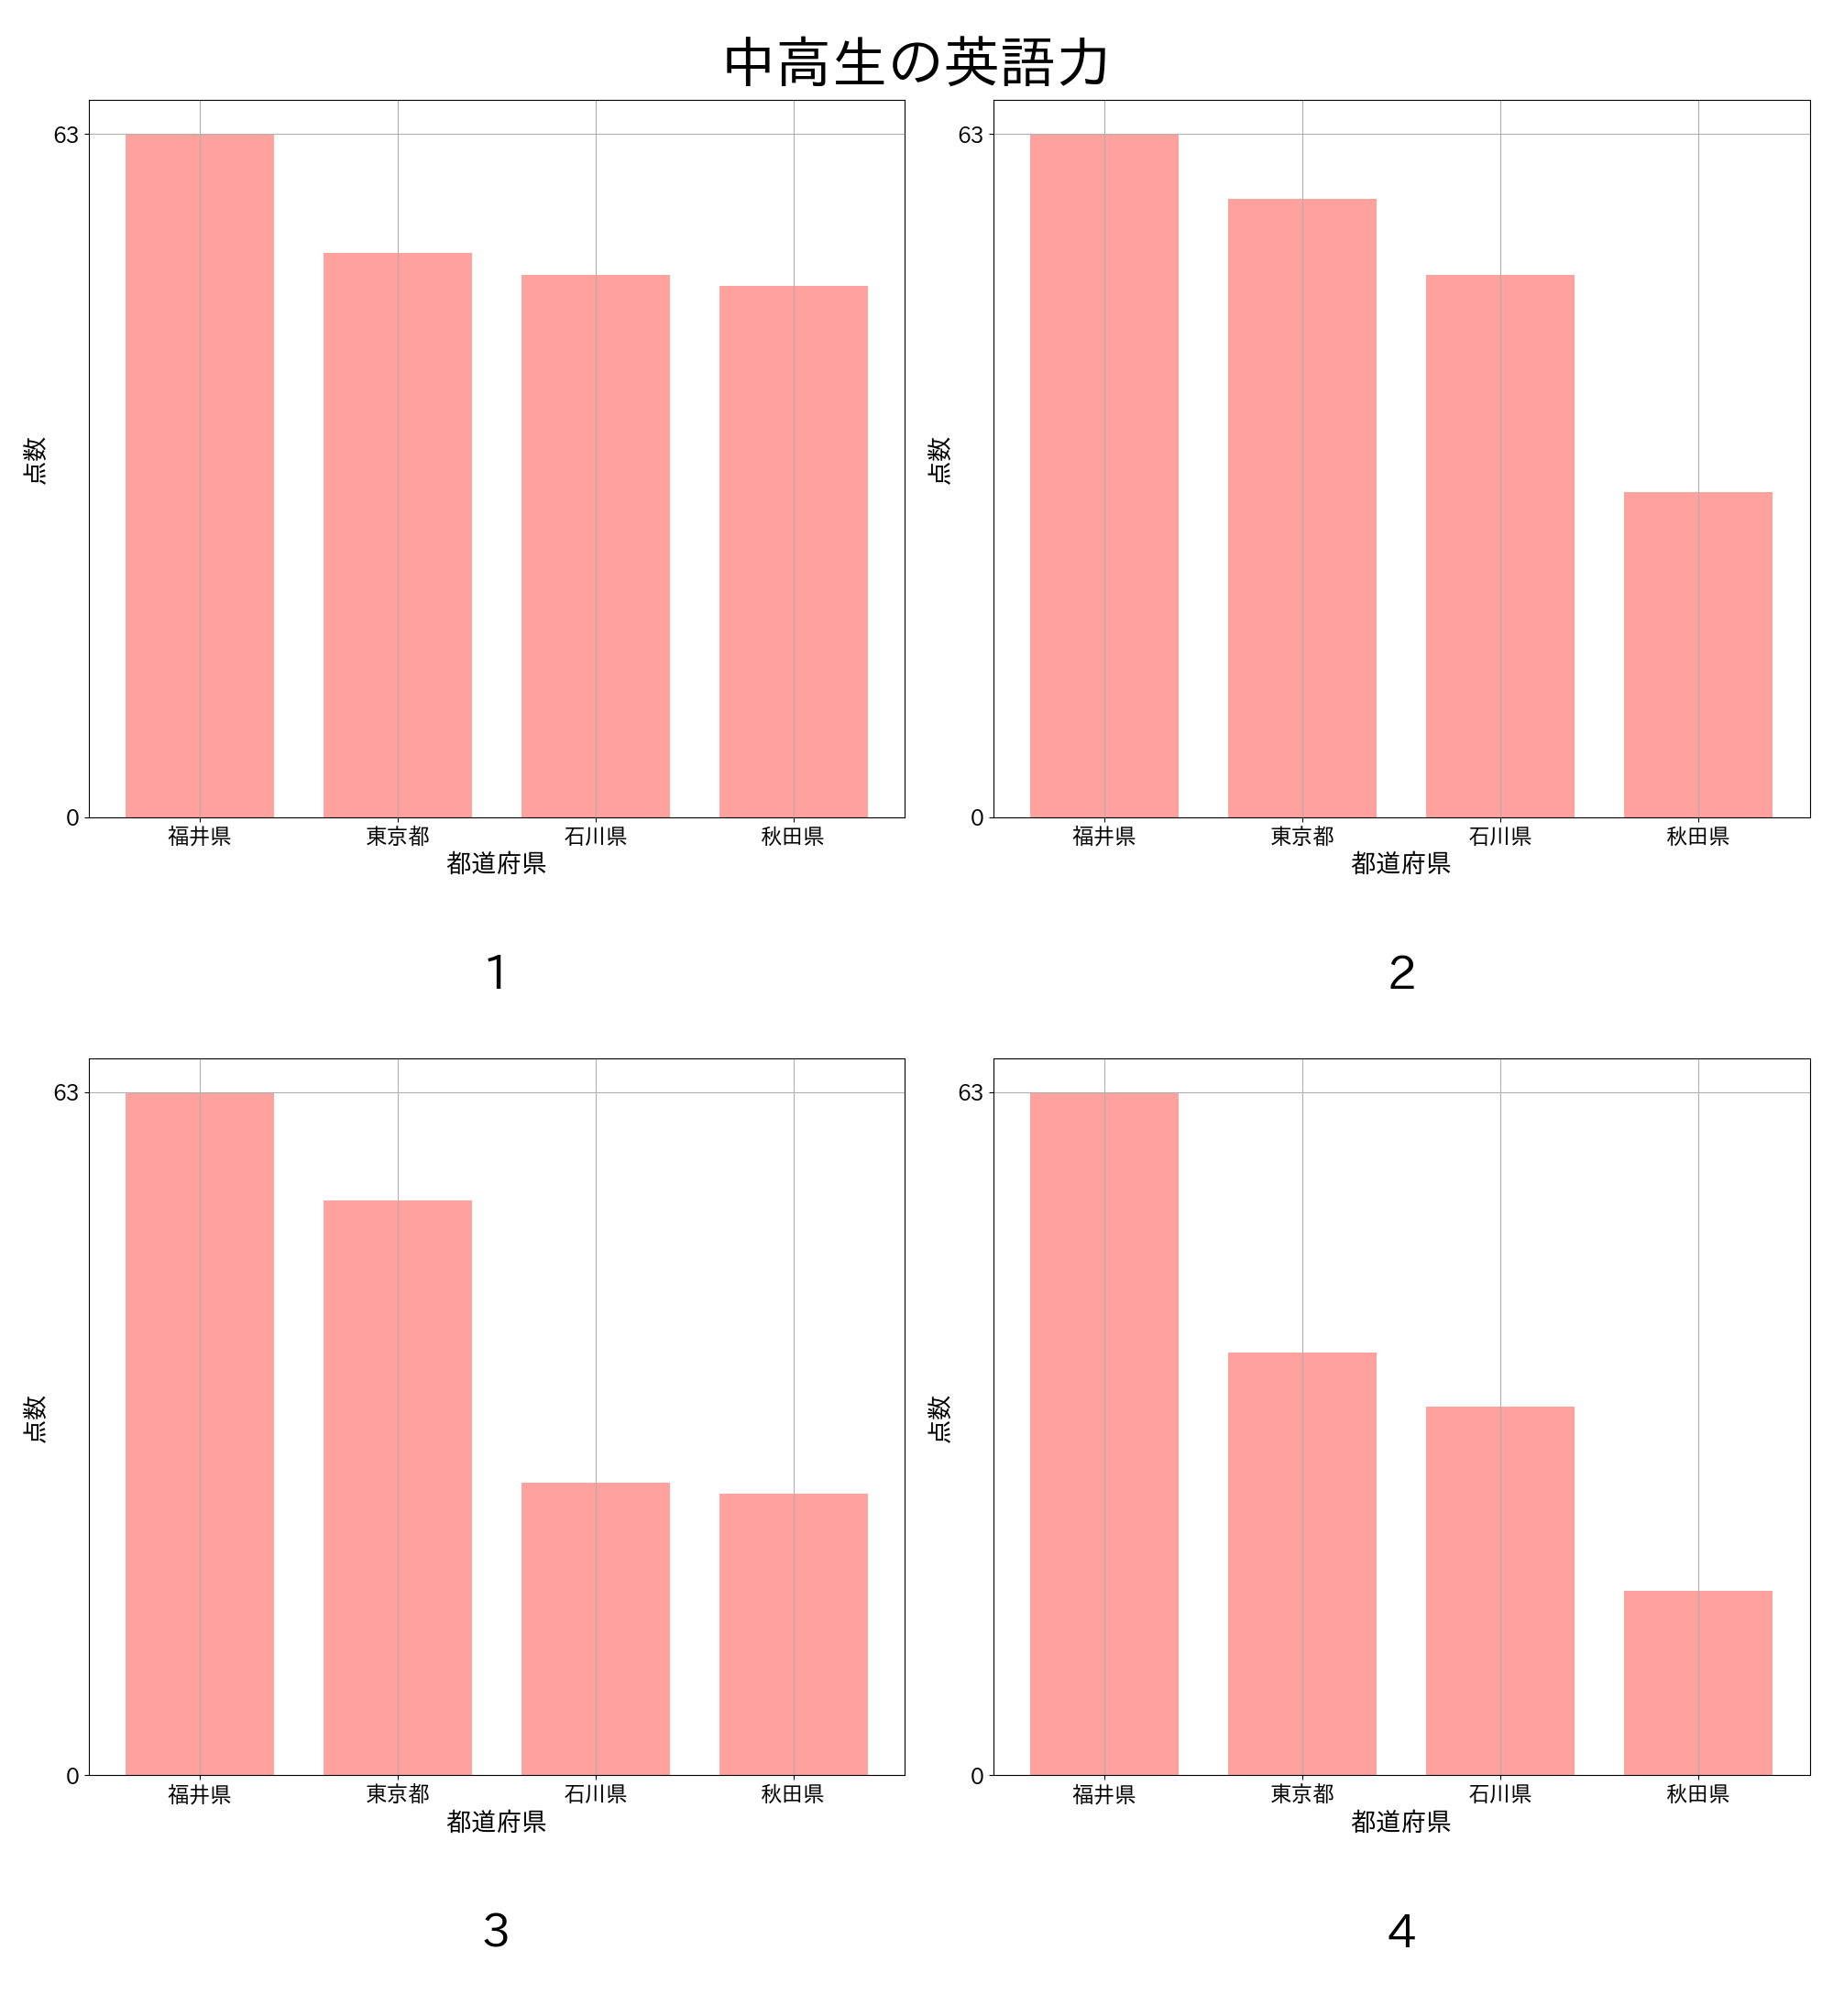 中高生の英語力
63
点数
0
福井県 東京都 石川県 秋田県
都道府県
1
63
点数
0
福井県 東京都 石川県 秋田県
都道府県
2
63
点数
0
福井県 東京都 石川県 秋田県
都道府県
3
63
点数
0
福井県 東京都 石川県 秋田県
都道府県
4